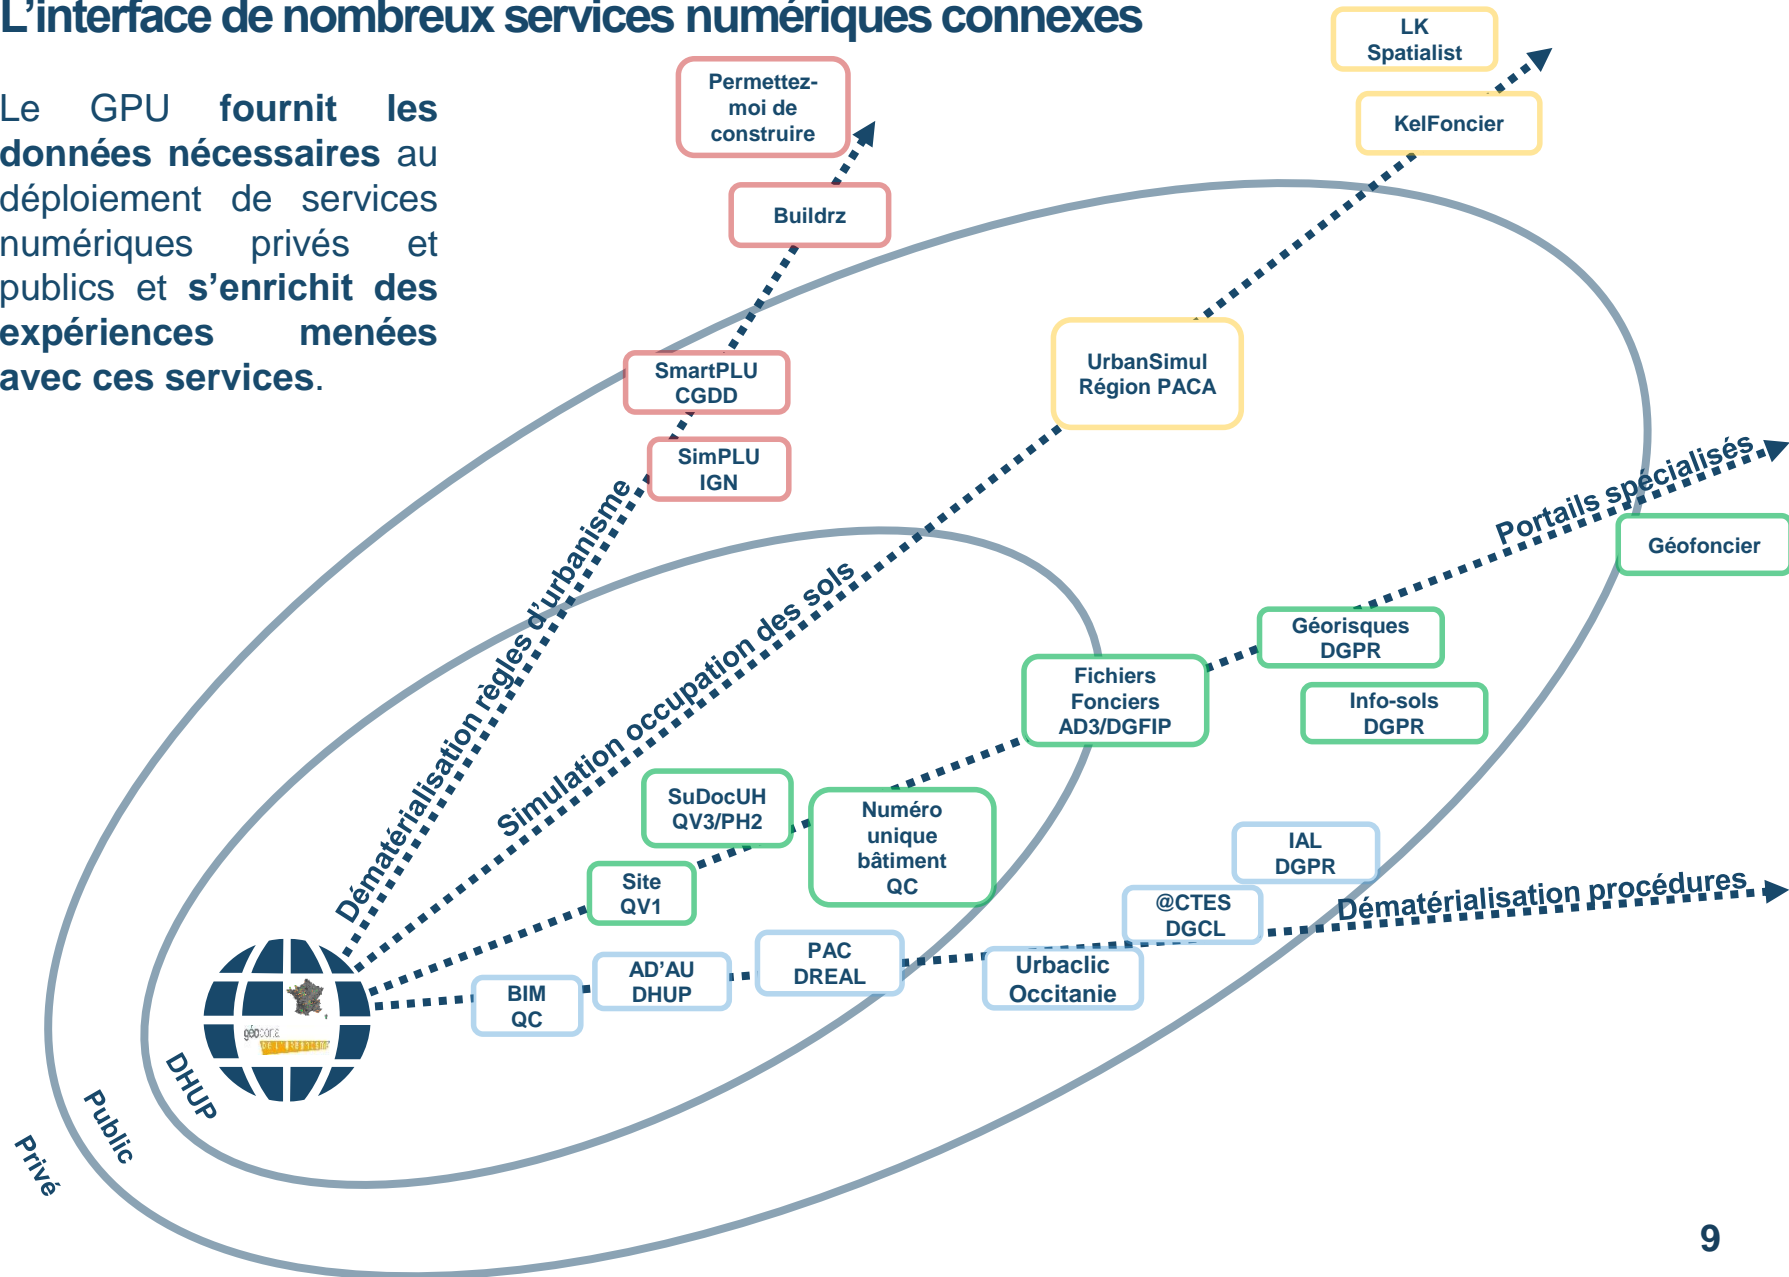 L’interface de nombreux services numériques connexes
Le GPU fournit les
données nécessaires au
déploiement de services
numériques privés et
publics et s’enrichit des
expériences menées
avec ces services.
Permettez-
moi de
construire
Buildrz
SmartPLU
CGDD
SimPLU
IGN
Dématérialisation règles d’urbanisme
LK
Spatialist
KelFoncier
UrbanSimul
Région PACA
Simulation occupation des sols
Portails spécialisés
Géofoncier
Géorisques
DGPR
Info-sols
DGPR
Fichiers
Fonciers
AD3/DGFIP
Numéro
unique
bâtiment
QC
SuDocUH
QV3/PH2
Site
QV1
IAL
DGPR
@CTES
DGCL
Dématérialisation procédures
Urbaclic
Occitanie
PAC
DREAL
AD’AU
DHUP
BIM
QC
DHUP
Public
Privé
9